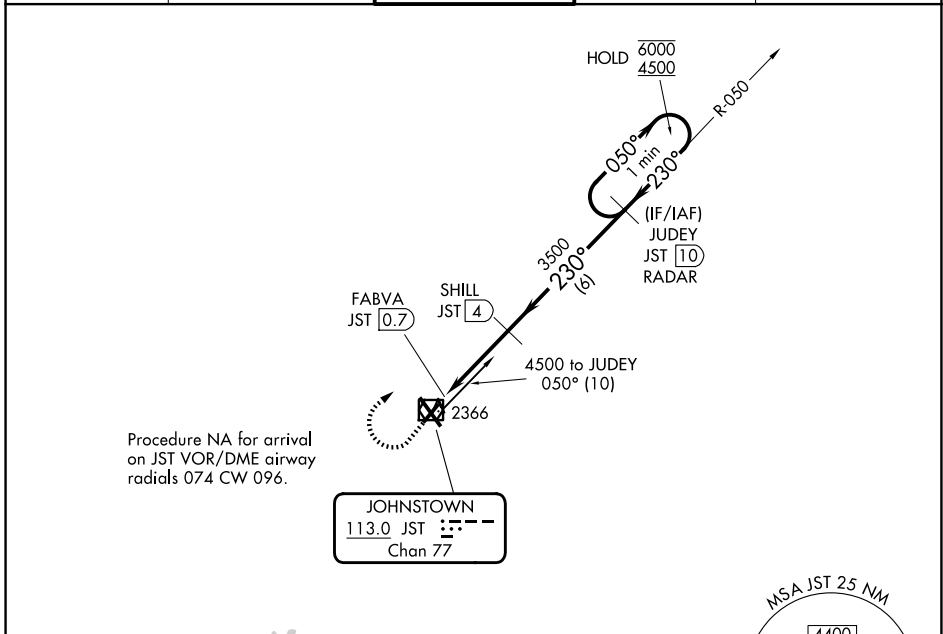 HOLD 6000
4500
R-050
050°
1 min
230°
(IF/IAF)
JUDEY
JST 10
RADAR
3500
230°
(6)
SHILL
JST 4
FABVA
JST 0.7
4500 to JUDEY
050° (10)
2366
Procedure NA for arrival
on JST VOR/DME airway
radials 074 CW 096.
JOHNSTOWN
113.0 JST
Chan 77
MSA JST 25 NM
4400